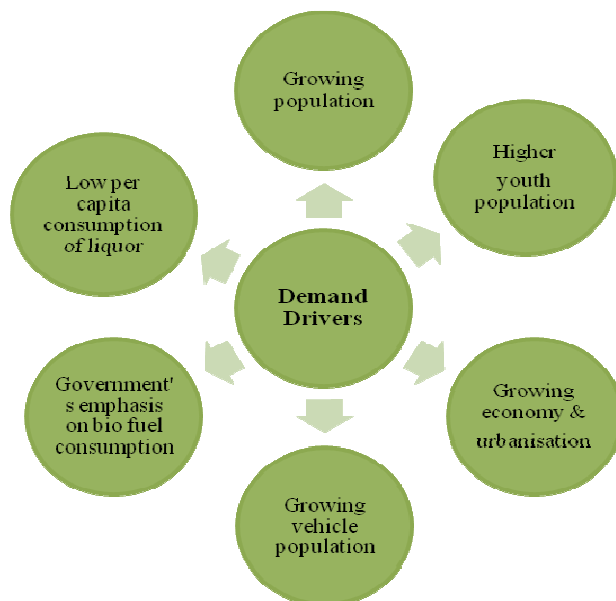 Growing
population
Higher
youth
population
Low per
capita
consumption
of liquor
Demand
Drivers
Government'
s emphasis
on bio fuel
consumption
Growing
economy &
urbanisation
Growing
vehicle
population